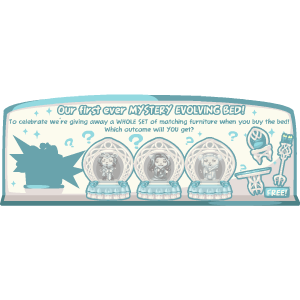 Our first ever MYSTERY EVOLVING BED!
To celebrate we're giving away a WHOLE SET of matching furniture when you buy the bed!
Which outcome will YOU get?
FREE!